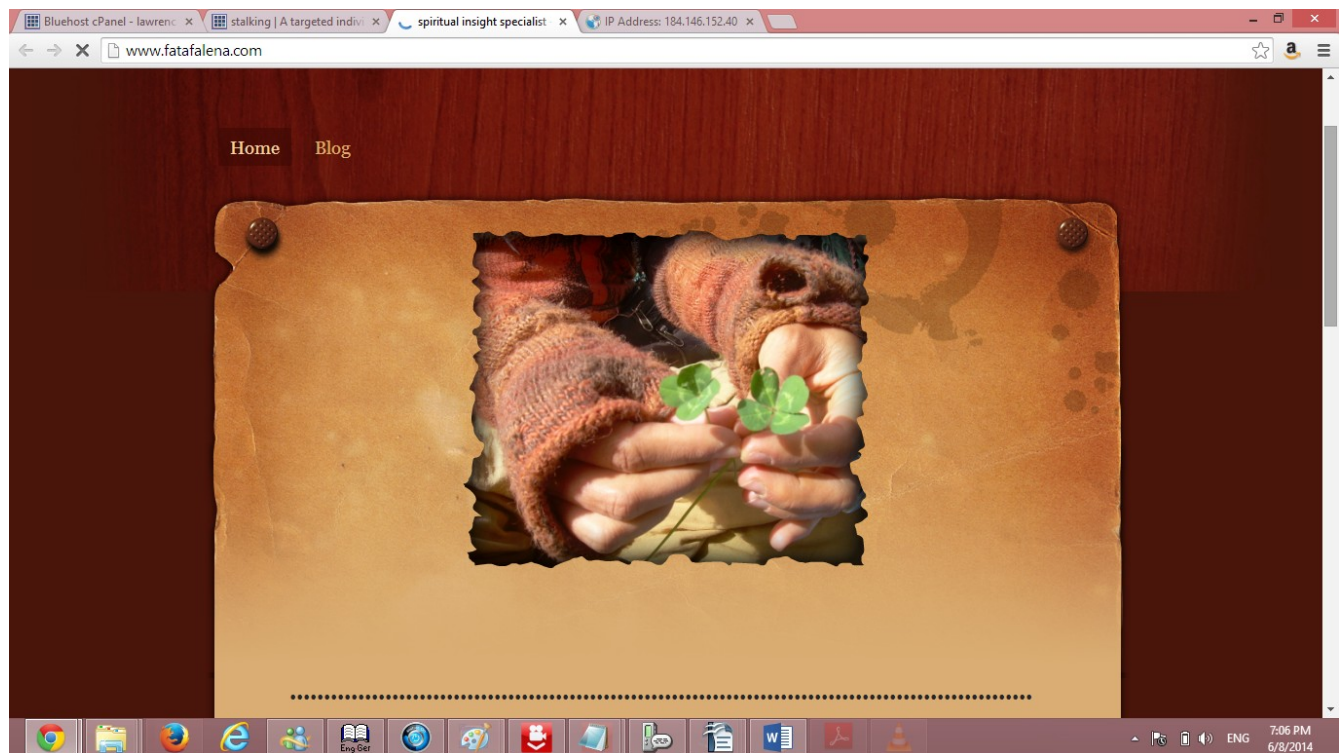 Bluehost cPanel - lawrenc
stalking | A targeted indivi
spiritual insight specialist -
IP Address: 184.146.152.40
www.fatafalena.com
Home Blog
Eng Ger
ENG
7:06 PM
6/8/2014